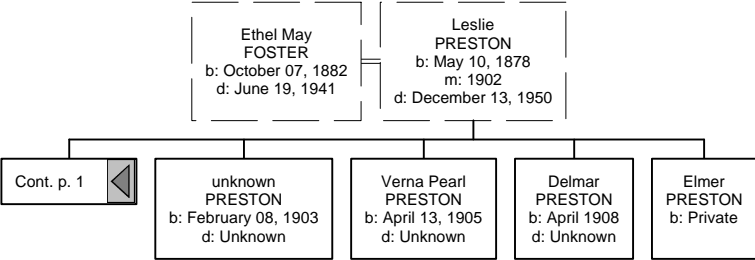 Ethel May
FOSTER
b: October 07, 1882
d: June 19, 1941
Leslie
PRESTON
b: May 10, 1878
m: 1902
d: December 13, 1950
Cont. p. 1
unknown
PRESTON
b: February 08, 1903
d: Unknown
Verna Pearl
PRESTON
b: April 13, 1905
d: Unknown
Delmar
PRESTON
b: April 1908
d: Unknown
Elmer
PRESTON
b: Private